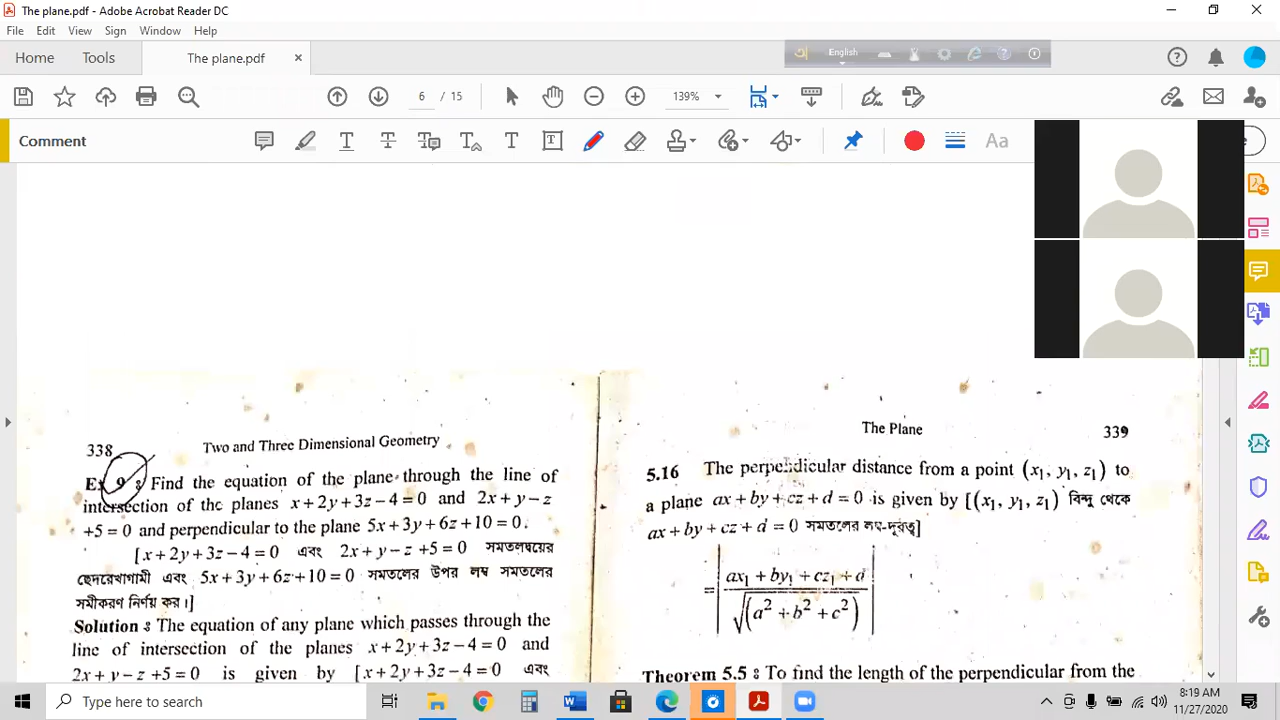 The plane.pdf - Adobe Acrobat Reader DC
File Edit View Sign Window Help
Home Tools The plane.pdf
English
6 / 15 139%
Comment
Aa
338
Two and Three Dimensional Geometry
Ex. 9 : Find the equation of the plane through the line of
intersection of the planes x+2y+3z−4=0 and 2x+y−z
+5=0 and perpendicular to the plane 5x+3y+6z+10=0.
[x+2y+3z−4=0 এবং 2x+y−z+5=0 সমতলদ্বয়ের
ছেদরেখাগামী এবং 5x+3y+6z+10=0 সমতলের উপর লম্ব সমতলের
সমীকরণ নির্ণয় কর।]
Solution : The equation of any plane which passes through the
line of intersection of the planes x+2y+3z−4=0 and
2x+y−z+5=0 is given by [x+2y+3z−4=0 এবং
The Plane
339
5.16 The perpendicular distance from a point (x₁, y₁, z₁) to
a plane ax+by+cz+d=0 is given by [(x₁, y₁, z₁) বিন্দু থেকে
ax+by+cz+d=0 সমতলের লম্ব-দূরত্ব]
=|(ax₁+by₁+cz₁+d)/√(a²+b²+c²)|
Theorem 5.5 : To find the length of the perpendicular from the
Type here to search
8:19 AM
11/27/2020